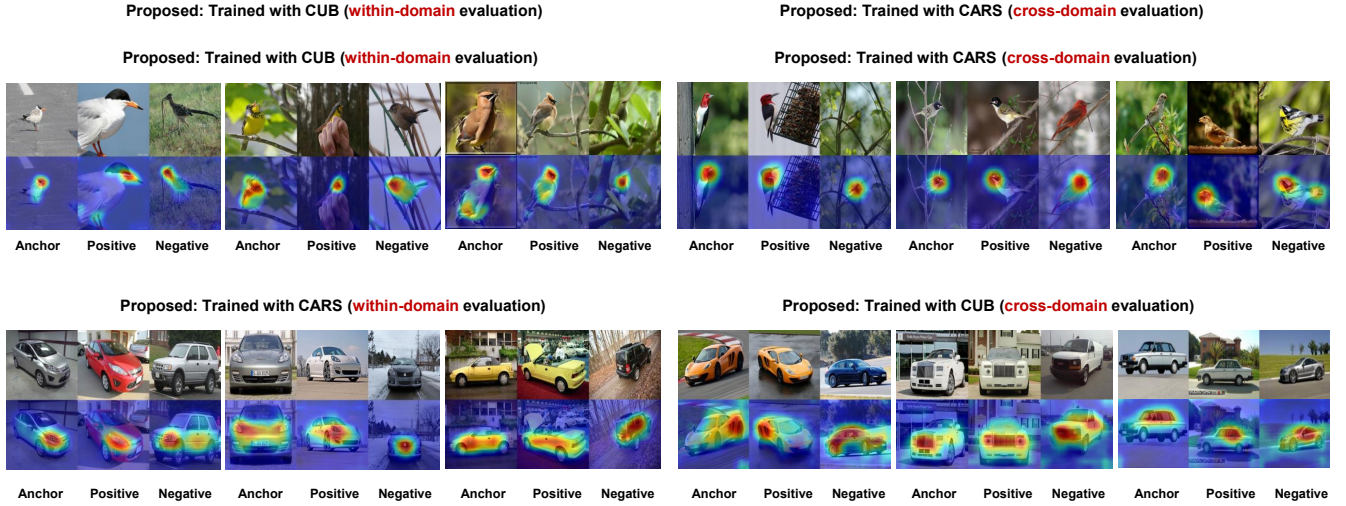 Proposed: Trained with CUB (within-domain evaluation)
Proposed: Trained with CARS (cross-domain evaluation)
Proposed: Trained with CUB (within-domain evaluation)
Proposed: Trained with CARS (cross-domain evaluation)
Anchor Positive Negative Anchor Positive Negative Anchor Positive Negative
Anchor Positive Negative Anchor Positive Negative Anchor Positive Negative
Proposed: Trained with CARS (within-domain evaluation)
Proposed: Trained with CUB (cross-domain evaluation)
Anchor Positive Negative Anchor Positive Negative Anchor Positive Negative
Anchor Positive Negative Anchor Positive Negative Anchor Positive Negative